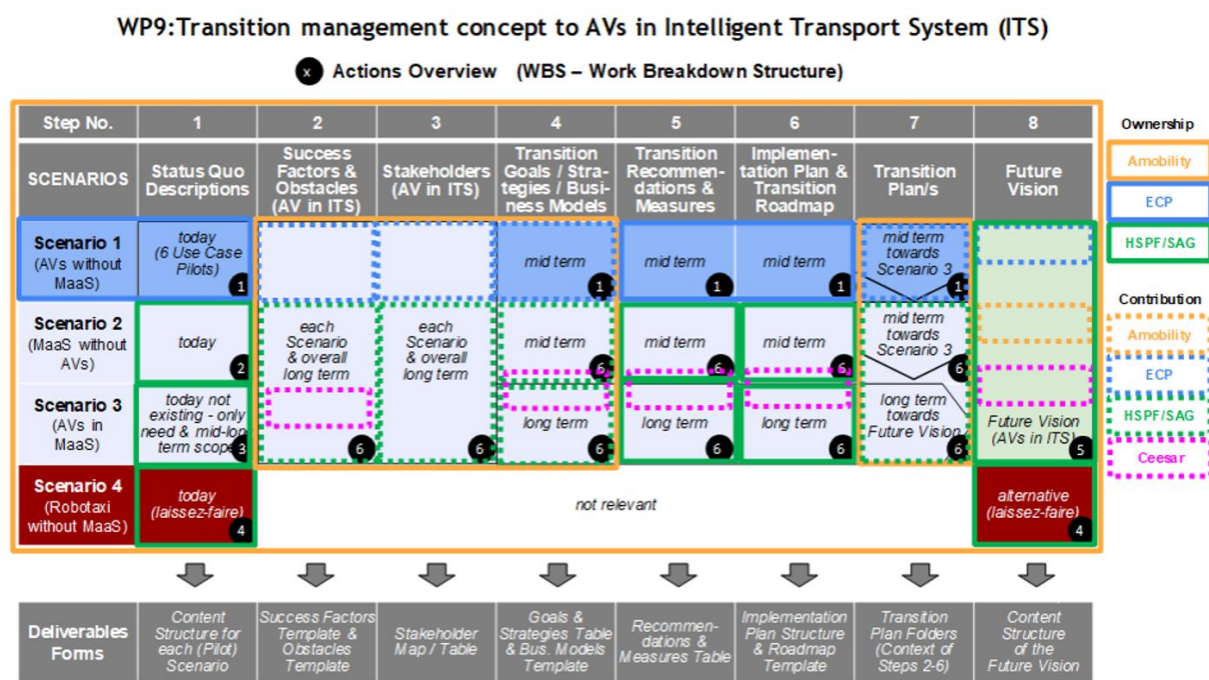 WP9:Transition management concept to AVs in Intelligent Transport System (ITS)
x Actions Overview (WBS – Work Breakdown Structure)
Step No. 1 2 3 4 5 6 7 8
SCENARIOS
Status Quo
Descriptions
Success
Factors &
Obstacles
(AV in ITS)
Stakeholders
(AV in ITS)
Transition
Goals / Stra-
tegies / Busi-
ness Models
Transition
Recommen-
dations &
Measures
Implemen-
tation Plan &
Transition
Roadmap
Transition
Plan/s
Future
Vision
Scenario 1
(AVs without
MaaS)
today
(6 Use Case
Pilots)
1
mid term
1
mid term
1
mid term
1
mid term
towards
Scenario 3
1
Scenario 2
(MaaS without
AVs)
today
2
each
Scenario
& overall
long term
6
each
Scenario
& overall
long term
6
mid term
6
mid term
6
mid term
6
mid term
towards
Scenario 3
6
Scenario 3
(AVs in
MaaS)
today not
existing - only
need & mid-long
term scope
3
long term
6
long term
6
long term
6
long term
towards
Future Vision
6
Future Vision
(AVs in ITS)
5
Scenario 4
(Robotaxi
without MaaS)
today
(laissez-faire)
4
not relevant
alternative
(laissez-faire)
4
Deliverables
Forms
Content
Structure for
each (Pilot)
Scenario
Success Factors
Template &
Obstacles
Template
Stakeholder
Map / Table
Goals &
Strategies Table
& Bus. Models
Template
Recommen-
dations &
Measures Table
Implementation
Plan Structure
& Roadmap
Template
Transition
Plan Folders
(Context of
Steps 2-6)
Content
Structure
of the
Future Vision
Ownership
Amobility
ECP
HSPF/SAG
Contribution
Amobility
ECP
HSPF/SAG
Ceesar